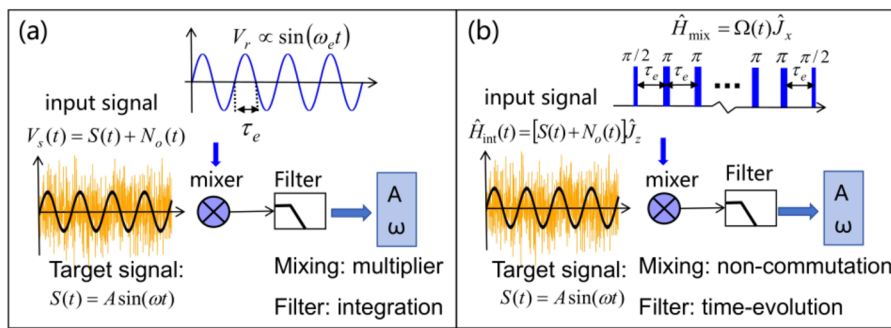 (a)
V_r ∝ sin(ω_e t)
τ_e
input signal
V_s(t) = S(t) + N_o(t)
mixer
Filter
A
ω
Target signal:
S(t) = A sin(ωt)
Mixing: multiplier
Filter: integration
(b)
Ĥ_mix = Ω(t)Ĵ_x
π/2 π π π π π/2
τ_e τ_e ... τ_e
input signal
Ĥ_int(t)=[S(t)+N_o(t)]Ĵ_z
mixer
Filter
A
ω
Target signal:
S(t) = A sin(ωt)
Mixing: non-commutation
Filter: time-evolution